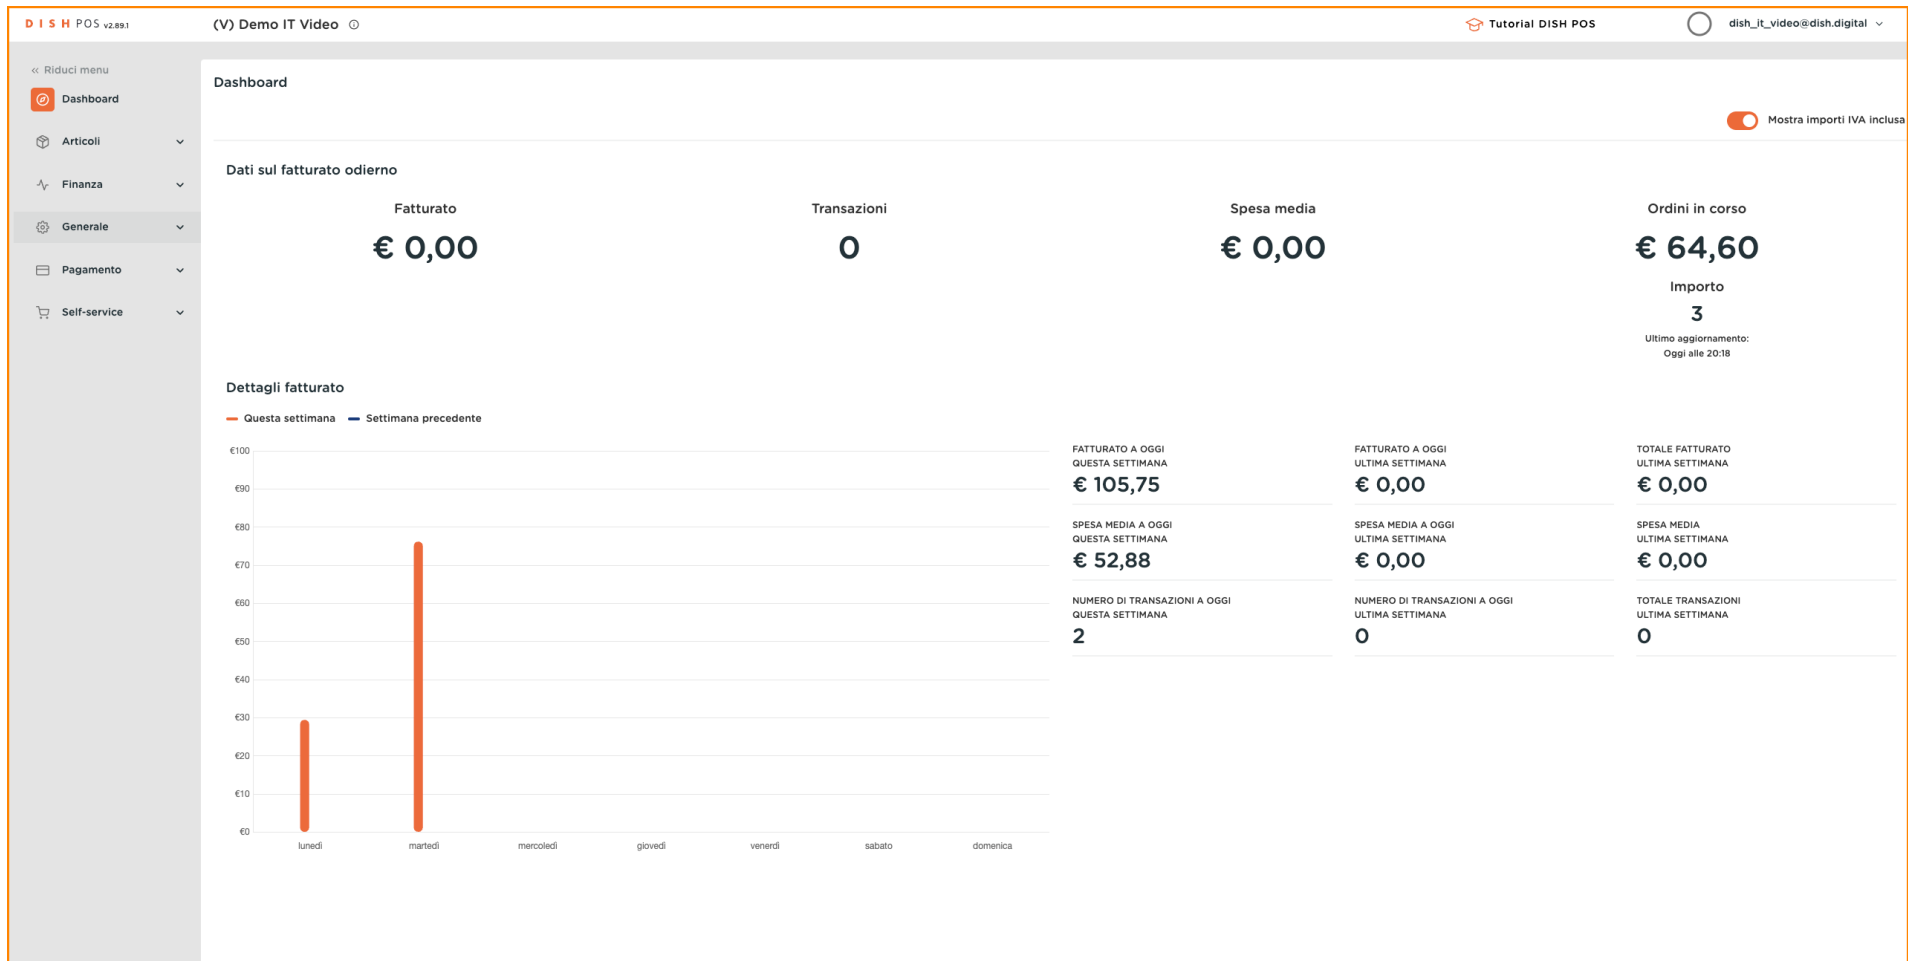 DISH POS v2.89.1
(V) Demo IT Video
Tutorial DISH POS
dish_it_video@dish.digital
« Riduci menu
Dashboard
Articoli
Finanza
Generale
Pagamento
Self-service
Dashboard
Mostra importi IVA inclusa
Dati sul fatturato odierno
Fatturato
€ 0,00
Transazioni
0
Spesa media
€ 0,00
Ordini in corso
€ 64,60
Importo
3
Ultimo aggiornamento:
Oggi alle 20:18
Dettagli fatturato
Questa settimana
Settimana precedente
€100
€90
€80
€70
€60
€50
€40
€30
€20
€10
€0
lunedì
martedì
mercoledì
giovedì
venerdì
sabato
domenica
FATTURATO A OGGI
QUESTA SETTIMANA
€ 105,75
FATTURATO A OGGI
ULTIMA SETTIMANA
€ 0,00
TOTALE FATTURATO
ULTIMA SETTIMANA
€ 0,00
SPESA MEDIA A OGGI
QUESTA SETTIMANA
€ 52,88
SPESA MEDIA A OGGI
ULTIMA SETTIMANA
€ 0,00
SPESA MEDIA
ULTIMA SETTIMANA
€ 0,00
NUMERO DI TRANSAZIONI A OGGI
QUESTA SETTIMANA
2
NUMERO DI TRANSAZIONI A OGGI
ULTIMA SETTIMANA
0
TOTALE TRANSAZIONI
ULTIMA SETTIMANA
0